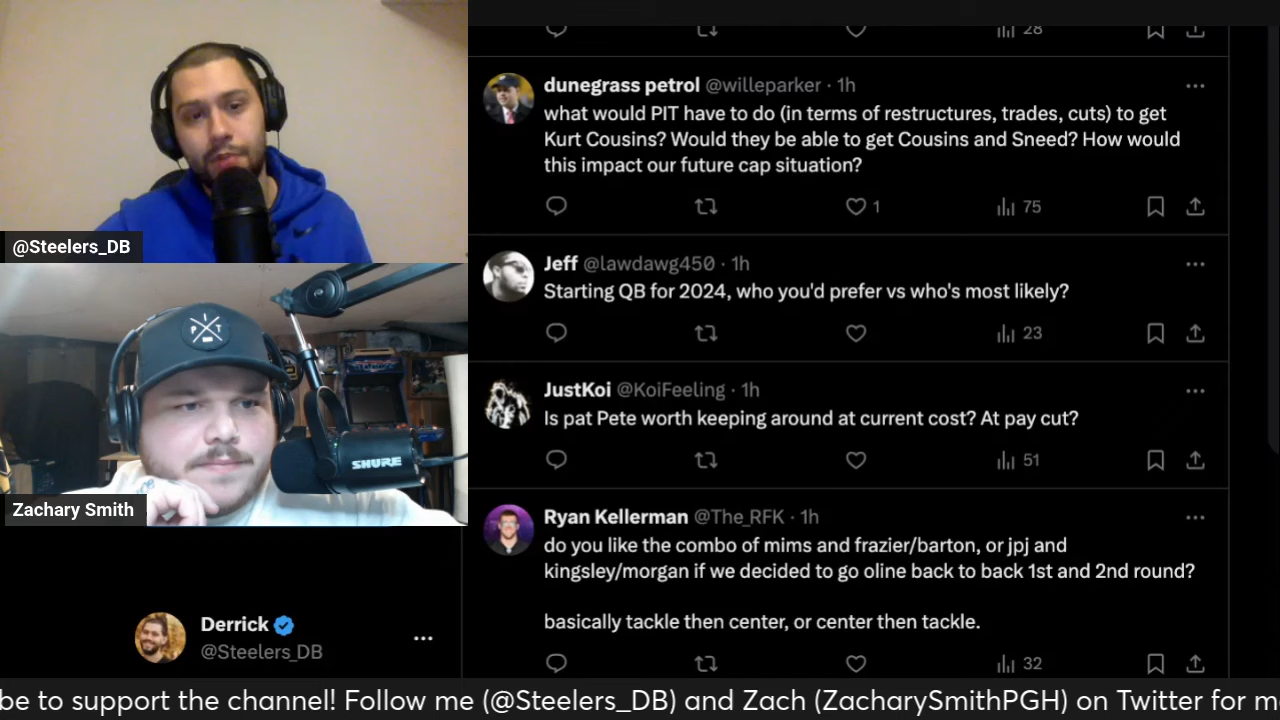 @Steelers_DB
PIT
SHURE
Zachary Smith
Derrick
@Steelers_DB
28
dunegrass petrol @willeparker · 1h
what would PIT have to do (in terms of restructures, trades, cuts) to get
Kurt Cousins? Would they be able to get Cousins and Sneed? How would
this impact our future cap situation?
1
75
Jeff @lawdawg450 · 1h
Starting QB for 2024, who you'd prefer vs who's most likely?
23
JustKoi @KoiFeeling · 1h
Is pat Pete worth keeping around at current cost? At pay cut?
51
Ryan Kellerman @The_RFK · 1h
do you like the combo of mims and frazier/barton, or jpj and
kingsley/morgan if we decided to go oline back to back 1st and 2nd round?
basically tackle then center, or center then tackle.
32
be to support the channel! Follow me (@Steelers_DB) and Zach (ZacharySmithPGH) on Twitter for m